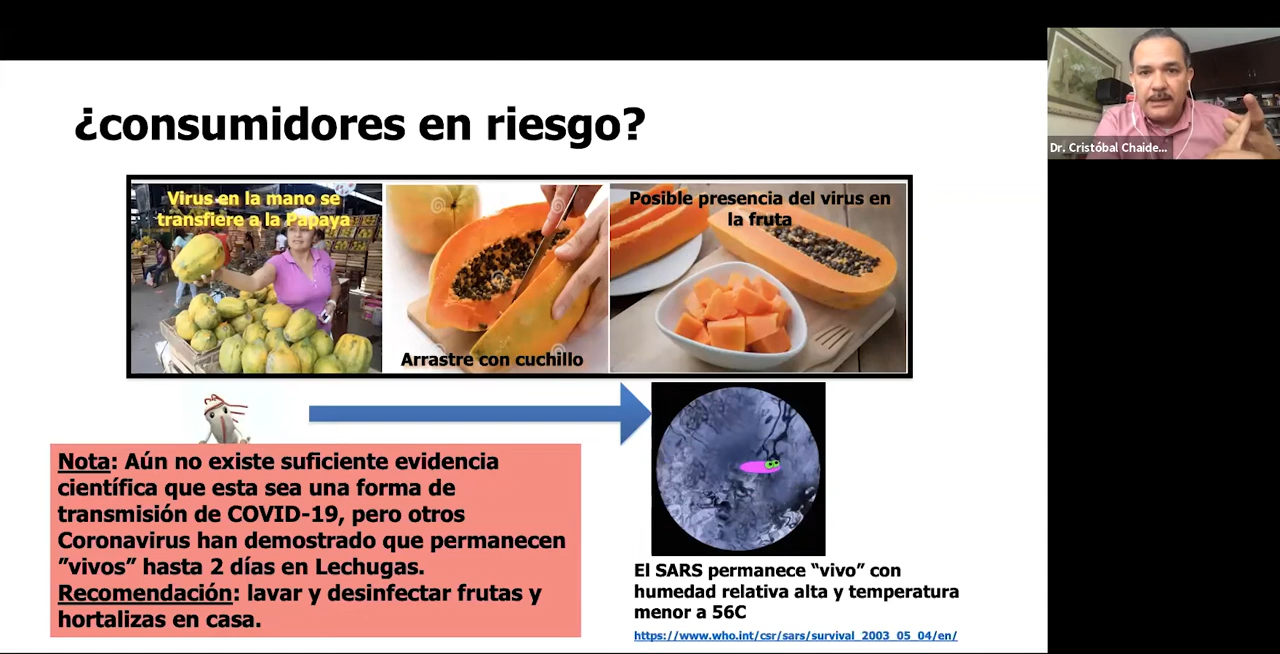 ¿consumidores en riesgo?
Virus en la mano se
transfiere a la Papaya
Arrastre con cuchillo
Posible presencia del virus en
la fruta
Nota: Aún no existe suficiente evidencia
científica que esta sea una forma de
transmisión de COVID-19, pero otros
Coronavirus han demostrado que permanecen
”vivos” hasta 2 días en Lechugas.
Recomendación: lavar y desinfectar frutas y
hortalizas en casa.
El SARS permanece “vivo” con
humedad relativa alta y temperatura
menor a 56C
https://www.who.int/csr/sars/survival_2003_05_04/en/
Dr. Cristóbal Chaide...